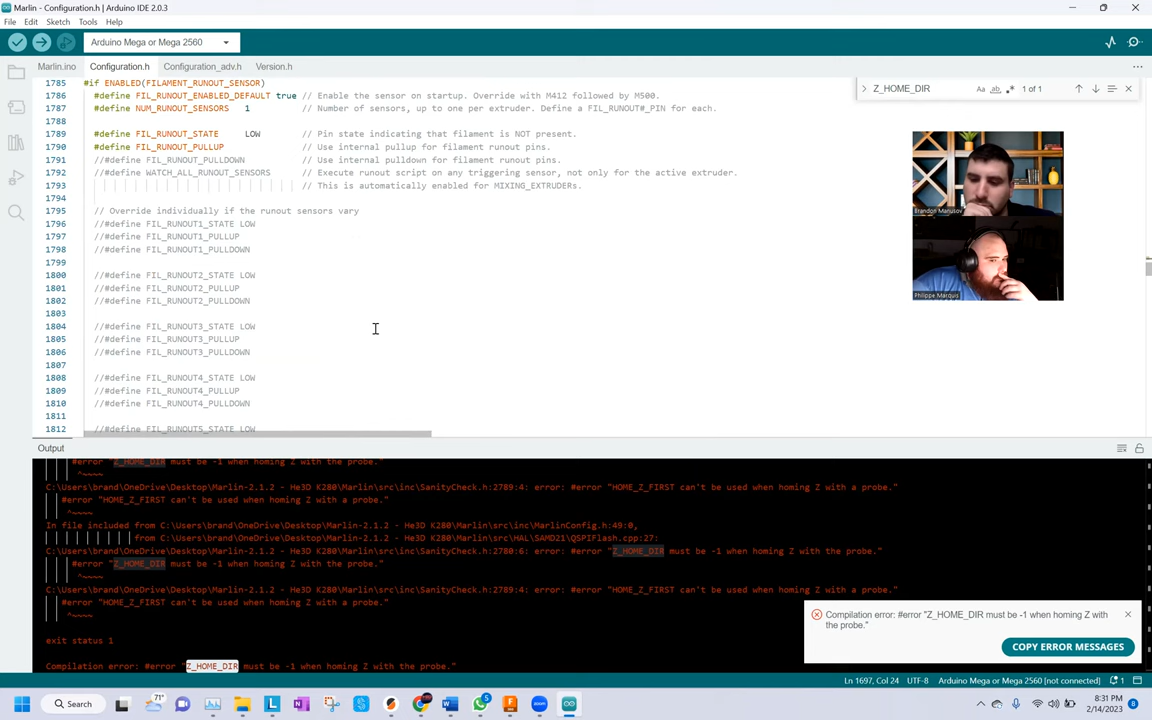 Marlin - Configuration.h | Arduino IDE 2.0.3
File Edit Sketch Tools Help
Arduino Mega or Mega 2560
Marlin.ino Configuration.h Configuration_adv.h Version.h
Z_HOME_DIR Aa ab .* 1 of 1
1785 #if ENABLED(FILAMENT_RUNOUT_SENSOR)
1786 #define FIL_RUNOUT_ENABLED_DEFAULT true // Enable the sensor on startup. Override with M412 followed by M500.
1787 #define NUM_RUNOUT_SENSORS 1 // Number of sensors, up to one per extruder. Define a FIL_RUNOUT#_PIN for each.
1788
1789 #define FIL_RUNOUT_STATE LOW // Pin state indicating that filament is NOT present.
1790 #define FIL_RUNOUT_PULLUP // Use internal pullup for filament runout pins.
1791 //#define FIL_RUNOUT_PULLDOWN // Use internal pulldown for filament runout pins.
1792 //#define WATCH_ALL_RUNOUT_SENSORS // Execute runout script on any triggering sensor, not only for the active extruder.
1793 // This is automatically enabled for MIXING_EXTRUDERs.
1794
1795 // Override individually if the runout sensors vary
1796 //#define FIL_RUNOUT1_STATE LOW
1797 //#define FIL_RUNOUT1_PULLUP
1798 //#define FIL_RUNOUT1_PULLDOWN
1799
1800 //#define FIL_RUNOUT2_STATE LOW
1801 //#define FIL_RUNOUT2_PULLUP
1802 //#define FIL_RUNOUT2_PULLDOWN
1803
1804 //#define FIL_RUNOUT3_STATE LOW
1805 //#define FIL_RUNOUT3_PULLUP
1806 //#define FIL_RUNOUT3_PULLDOWN
1807
1808 //#define FIL_RUNOUT4_STATE LOW
1809 //#define FIL_RUNOUT4_PULLUP
1810 //#define FIL_RUNOUT4_PULLDOWN
1811
1812 //#define FIL_RUNOUT5_STATE LOW
Brandon Manusov
Philippe Marquis
Output
#error "Z_HOME_DIR must be -1 when homing Z with the probe."
^~~~~
C:\Users\brand\OneDrive\Desktop\Marlin-2.1.2 - He3D K280\Marlin\src\inc\SanityCheck.h:2789:4: error: #error "HOME_Z_FIRST can't be used when homing Z with a probe."
#error "HOME_Z_FIRST can't be used when homing Z with a probe."
^~~~~
In file included from C:\Users\brand\OneDrive\Desktop\Marlin-2.1.2 - He3D K280\Marlin\src\inc\MarlinConfig.h:49:0,
from C:\Users\brand\OneDrive\Desktop\Marlin-2.1.2 - He3D K280\Marlin\src\HAL\SAMD21\QSPIFlash.cpp:27:
C:\Users\brand\OneDrive\Desktop\Marlin-2.1.2 - He3D K280\Marlin\src\inc\SanityCheck.h:2780:6: error: #error "Z_HOME_DIR must be -1 when homing Z with the probe."
#error "Z_HOME_DIR must be -1 when homing Z with the probe."
^~~~~
C:\Users\brand\OneDrive\Desktop\Marlin-2.1.2 - He3D K280\Marlin\src\inc\SanityCheck.h:2789:4: error: #error "HOME_Z_FIRST can't be used when homing Z with a probe."
#error "HOME_Z_FIRST can't be used when homing Z with a probe."
^~~~~
exit status 1
Compilation error: #error "Z_HOME_DIR must be -1 when homing Z with the probe."
Compilation error: #error "Z_HOME_DIR must be -1 when homing Z with
the probe."
COPY ERROR MESSAGES
Ln 1697, Col 24 UTF-8 Arduino Mega or Mega 2560 [not connected] 1
Search 71° 5 8:31 PM
2/14/2023 8